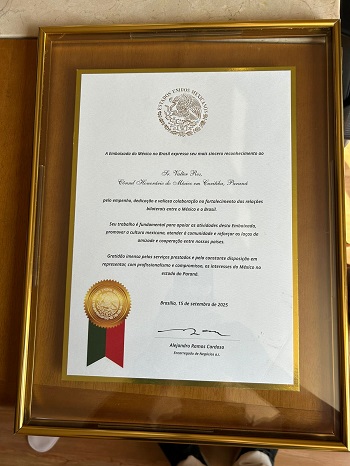 ESTADOS UNIDOS MEXICANOS
A Embaixada do México no Brasil expressa seu mais sincero reconhecimento ao
Sr. Valter Pires,
Cônsul Honorário do México em Curitiba, Paraná
pelo empenho, dedicação e valiosa colaboração no fortalecimento das relações
bilaterais entre o México e o Brasil.
Seu trabalho é fundamental para apoiar as atividades desta Embaixada,
promover a cultura mexicana, atender à comunidade e reforçar os laços de
amizade e cooperação entre nossos países.
Gratidão imensa pelos serviços prestados e pela constante disposição em
representar, com profissionalismo e compromisso, os interesses do México no
estado do Paraná.
Brasília, 15 de setembro de 2025
Alejandro Ramos Cardoso
Encarregado de Negócios a.i.